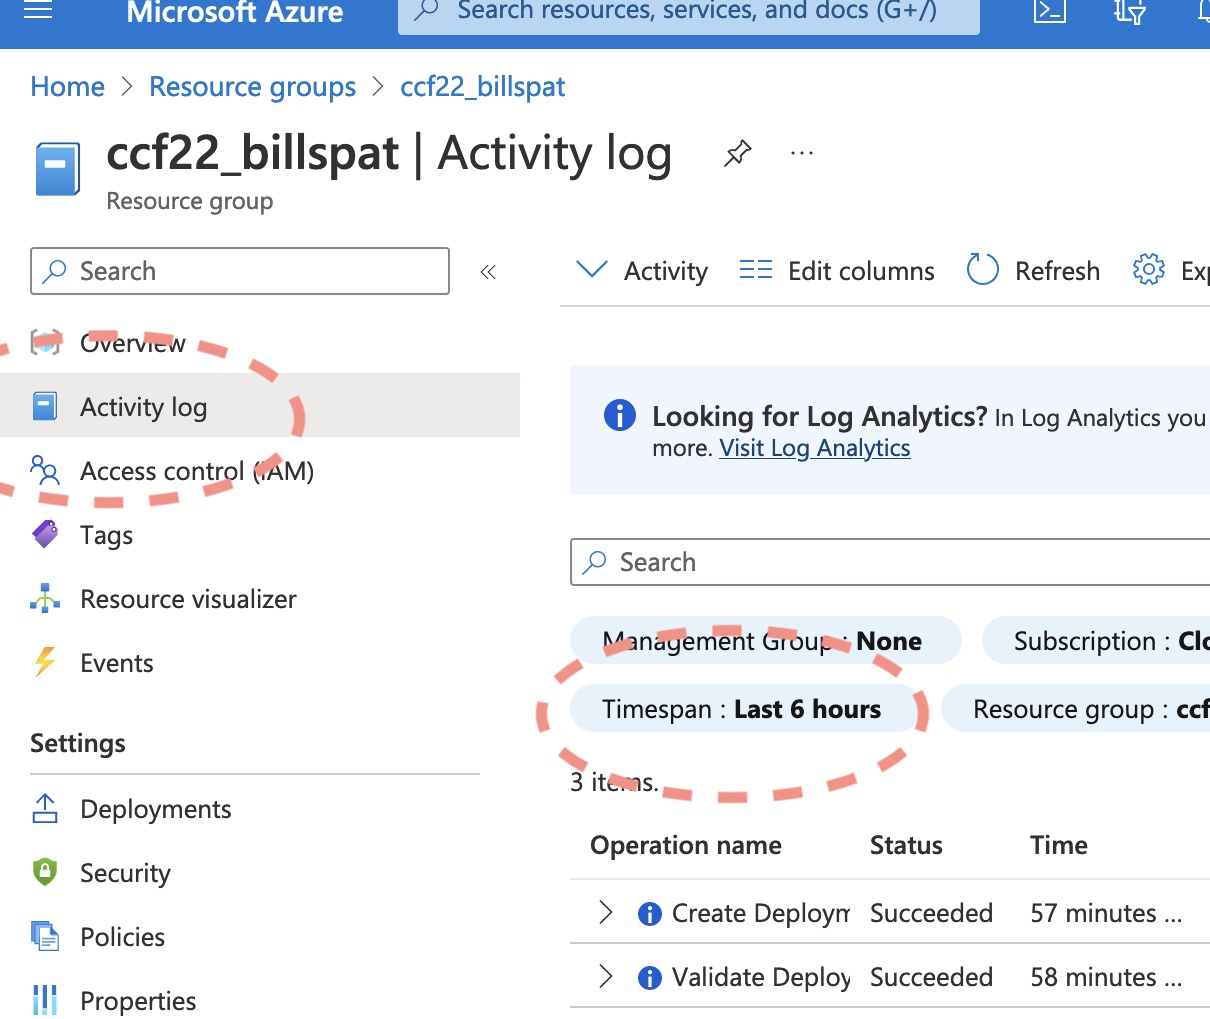 Microsoft Azure
Search resources, services, and docs (G+/)
Home > Resource groups > ccf22_billspat
ccf22_billspat | Activity log
Resource group
Search
Overview
Activity log
Access control (IAM)
Tags
Resource visualizer
Events
Settings
Deployments
Security
Policies
Properties
Activity Edit columns Refresh
Looking for Log Analytics? In Log Analytics you
more. Visit Log Analytics
Search
Management Group : None Subscription : Clo
Timespan : Last 6 hours Resource group : ccf
3 items.
Operation name Status Time
Create Deploym Succeeded 57 minutes ...
Validate Deploy Succeeded 58 minutes ...